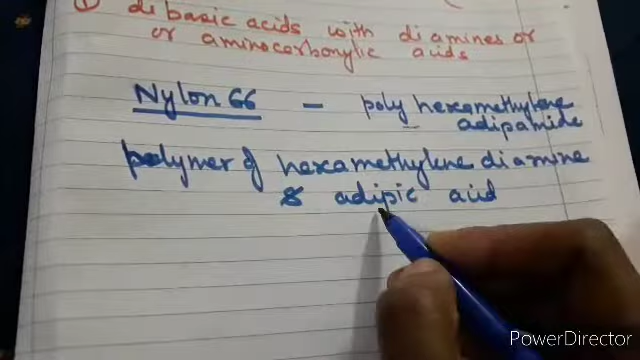 ① dibasic acids with diamines or
or aminocarboxylic acids
Nylon 66 - poly hexamethylene
adipamide
polymer of hexamethylene diamine
& adipic acid
PowerDirector